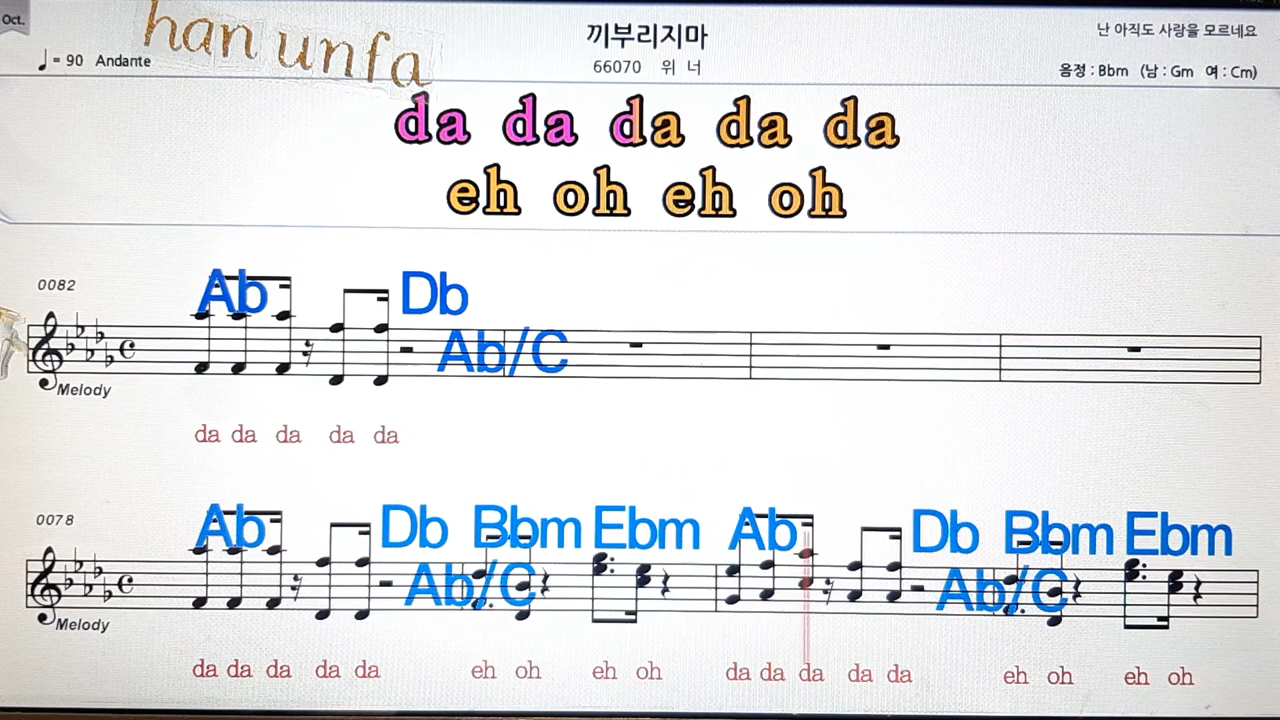 Oct.
han unfa
♩= 90 Andante
끼부리지마
66070 위 너
난 아직도 사랑을 모르네요
음정 : Bbm (남 : Gm 여 : Cm)
da da da da da
eh oh eh oh
0082
Ab Db
Ab/C
Melody
da da da da da
0078
Ab Db Bbm Ebm Ab Db Bbm Ebm
Ab/C Ab/C
Melody
da da da da da eh oh eh oh da da da da da eh oh eh oh